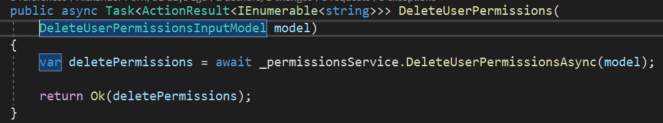 public async Task<ActionResult<IEnumerable<string>>> DeleteUserPermissions(
DeleteUserPermissionsInputModel model)
{
var deletePermissions = await _permissionsService.DeleteUserPermissionsAsync(model);
return Ok(deletePermissions);
}